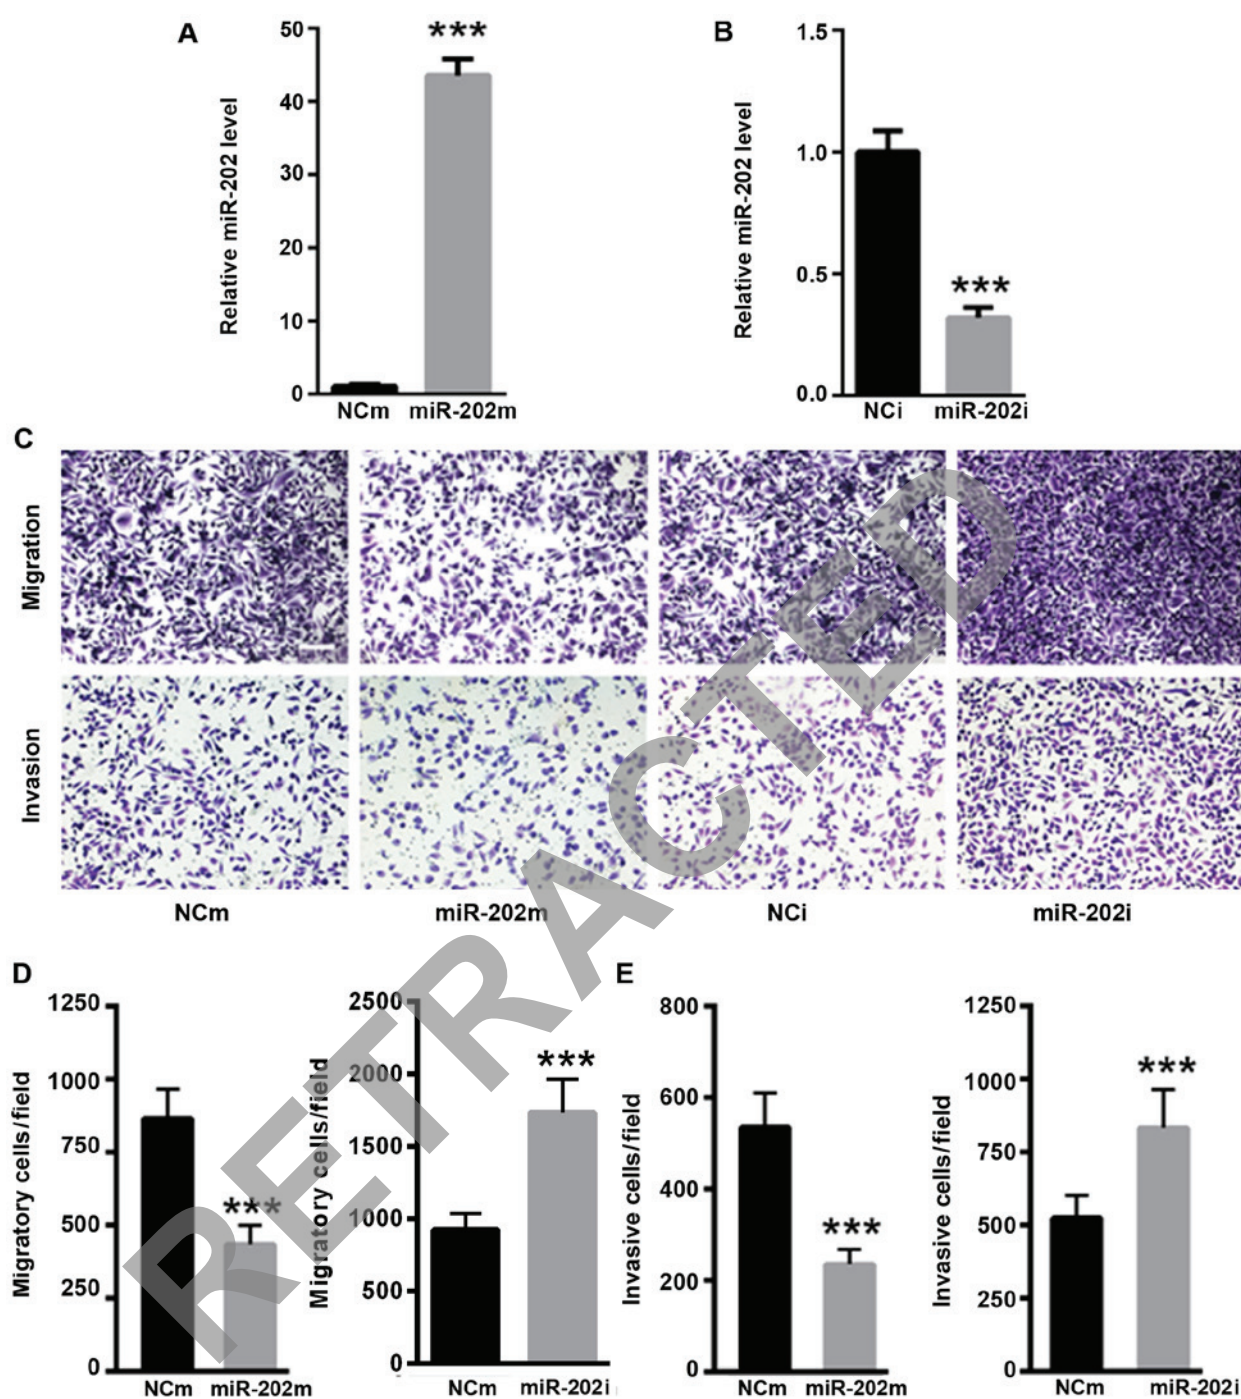 A
Relative miR-202 level
50
40
30
20
10
0
***
NCm miR-202m
B
Relative miR-202 level
1.5
1.0
0.5
0.0
***
NCi miR-202i
C
Migration
Invasion
NCm miR-202m NCi miR-202i
RETRACTED
D
Migratory cells/field
1250
1000
750
500
250
0
***
NCm miR-202m
Migratory cells/field
2500
2000
1500
1000
500
0
***
NCm miR-202i
E
Invasive cells/field
800
600
400
200
0
***
NCm miR-202m
Invasive cells/field
1250
1000
750
500
250
0
***
NCm miR-202i